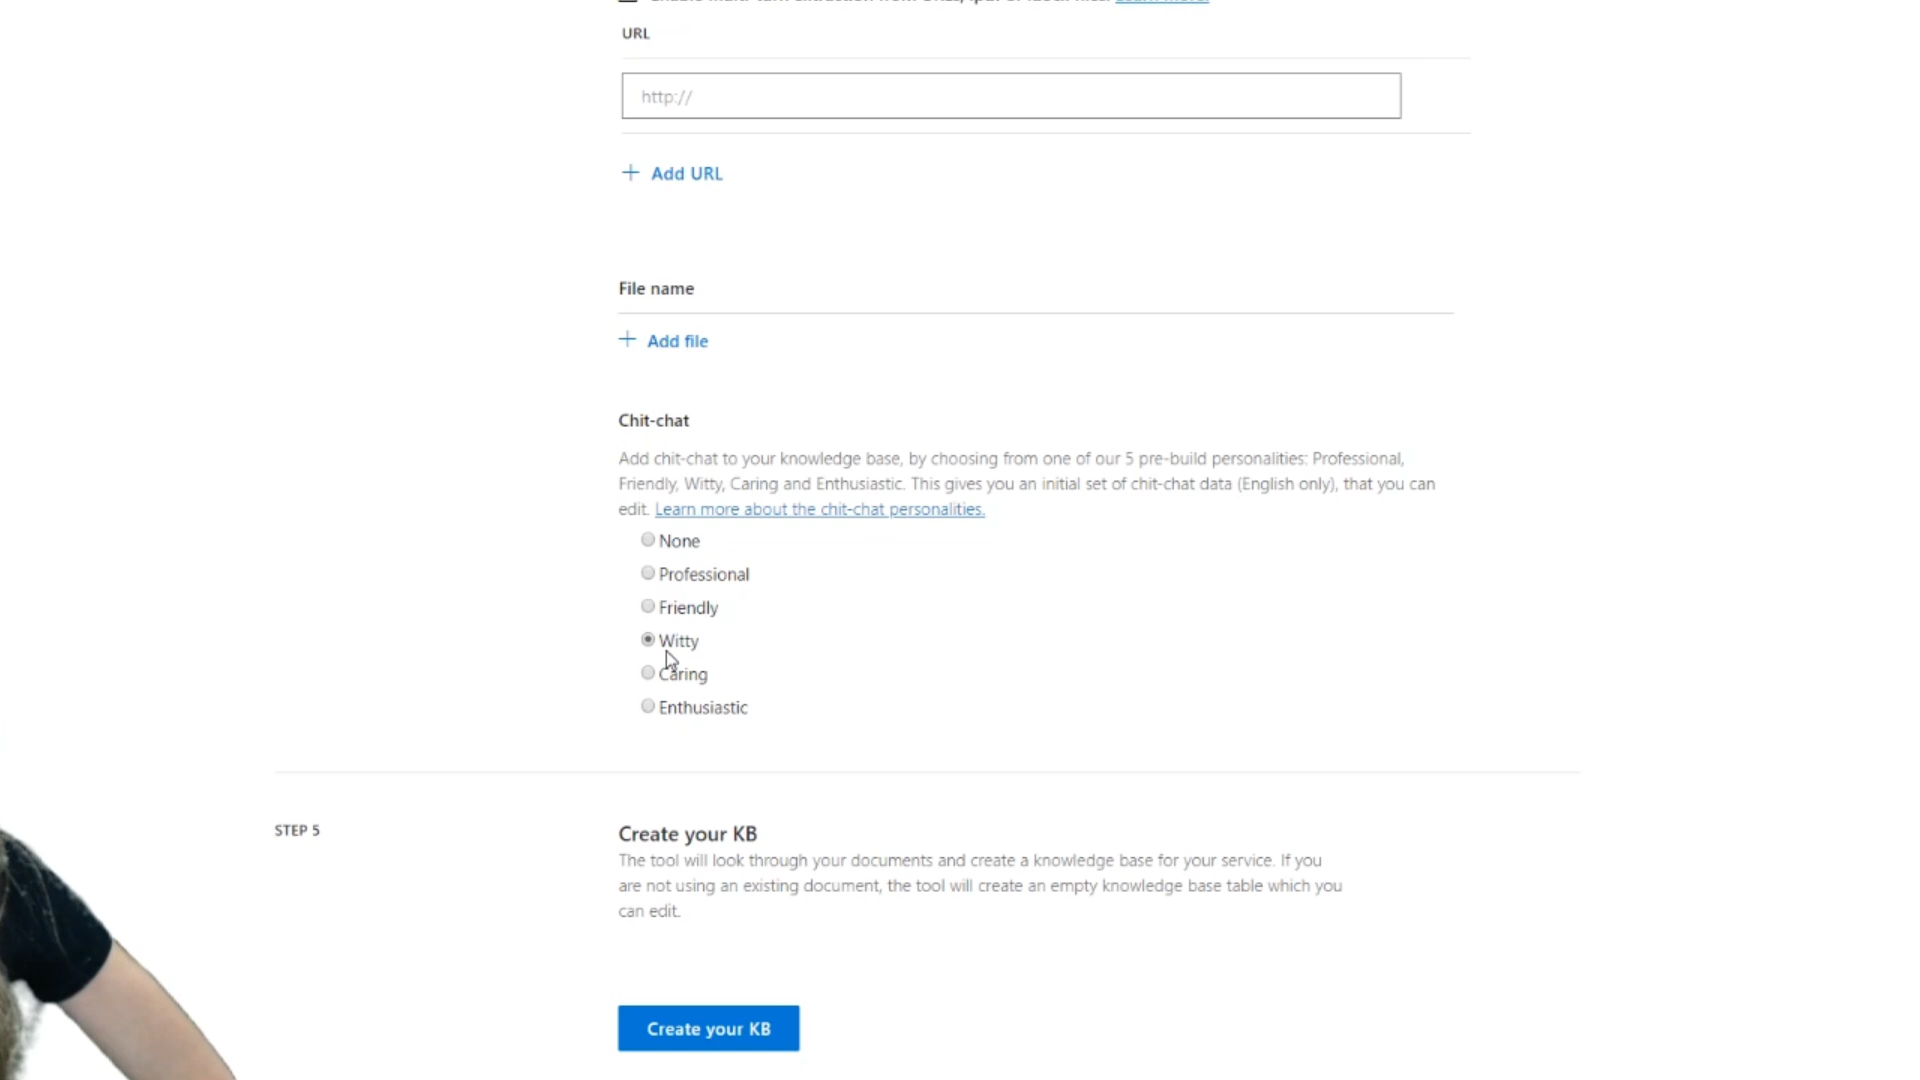 URL
http://
+ Add URL
File name
+ Add file
Chit-chat
Add chit-chat to your knowledge base, by choosing from one of our 5 pre-build personalities: Professional,
Friendly, Witty, Caring and Enthusiastic. This gives you an initial set of chit-chat data (English only), that you can
edit. Learn more about the chit-chat personalities.
None
Professional
Friendly
Witty
Caring
Enthusiastic
STEP 5
Create your KB
The tool will look through your documents and create a knowledge base for your service. If you
are not using an existing document, the tool will create an empty knowledge base table which you
can edit.
Create your KB